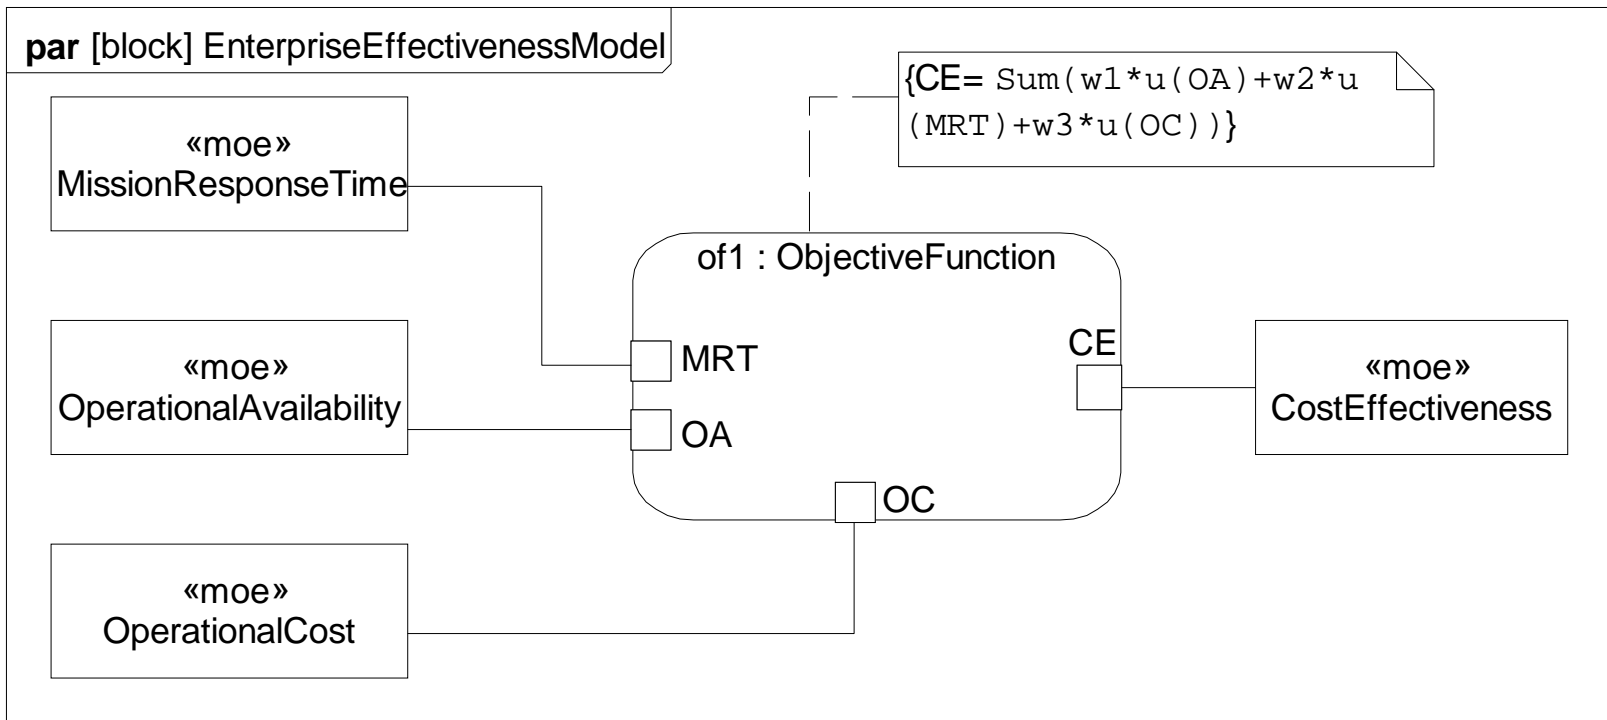 par [block] EnterpriseEffectivenessModel
{CE= Sum(w1*u(OA)+w2*u
(MRT)+w3*u(OC))}
«moe»
MissionResponseTime
of1 : ObjectiveFunction
MRT
CE
«moe»
OperationalAvailability
OA
«moe»
CostEffectiveness
OC
«moe»
OperationalCost